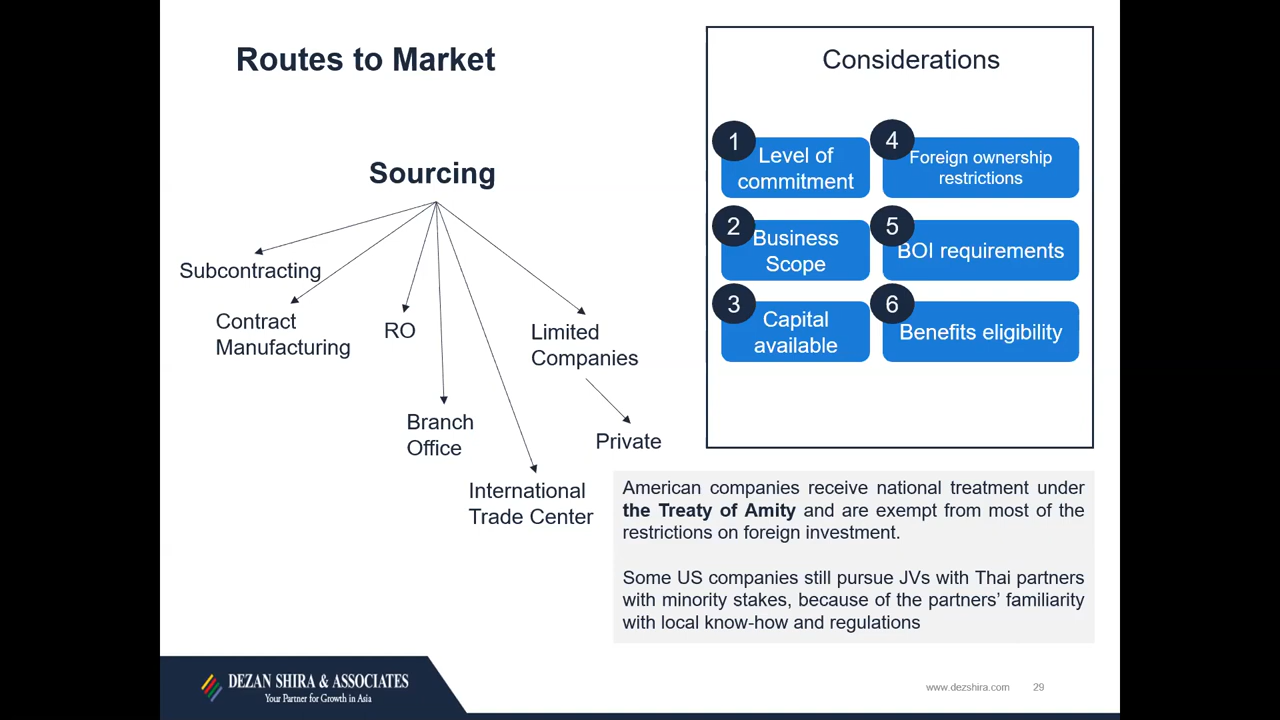 Routes to Market
Sourcing
Subcontracting
Contract
Manufacturing
RO
Branch
Office
International
Trade Center
Limited
Companies
Private
Considerations
1
Level of
commitment
2
Business
Scope
3
Capital
available
4
Foreign ownership
restrictions
5
BOI requirements
6
Benefits eligibility
American companies receive national treatment under
the Treaty of Amity and are exempt from most of the
restrictions on foreign investment.
Some US companies still pursue JVs with Thai partners
with minority stakes, because of the partners’ familiarity
with local know-how and regulations
DEZAN SHIRA & ASSOCIATES
Your Partner for Growth in Asia
www.dezshira.com
29